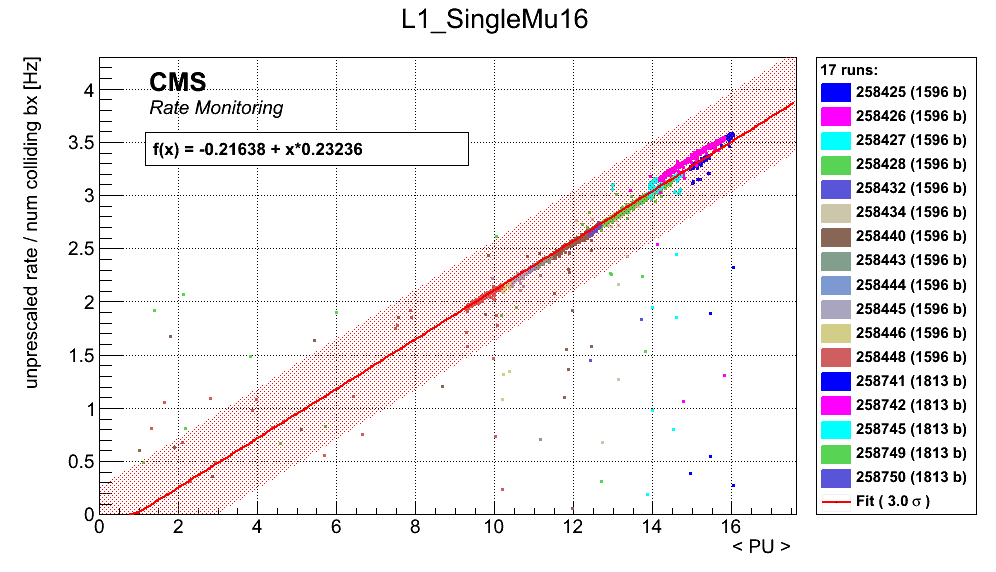 L1_SingleMu16
unprescaled rate / num colliding bx [Hz]
CMS
Rate Monitoring
f(x) = -0.21638 + x*0.23236
4
3.5
3
2.5
2
1.5
1
0.5
0
0 2 4 6 8 10 12 14 16
< PU >
17 runs:
258425 (1596 b)
258426 (1596 b)
258427 (1596 b)
258428 (1596 b)
258432 (1596 b)
258434 (1596 b)
258440 (1596 b)
258443 (1596 b)
258444 (1596 b)
258445 (1596 b)
258446 (1596 b)
258448 (1596 b)
258741 (1813 b)
258742 (1813 b)
258745 (1813 b)
258749 (1813 b)
258750 (1813 b)
Fit ( 3.0 σ )